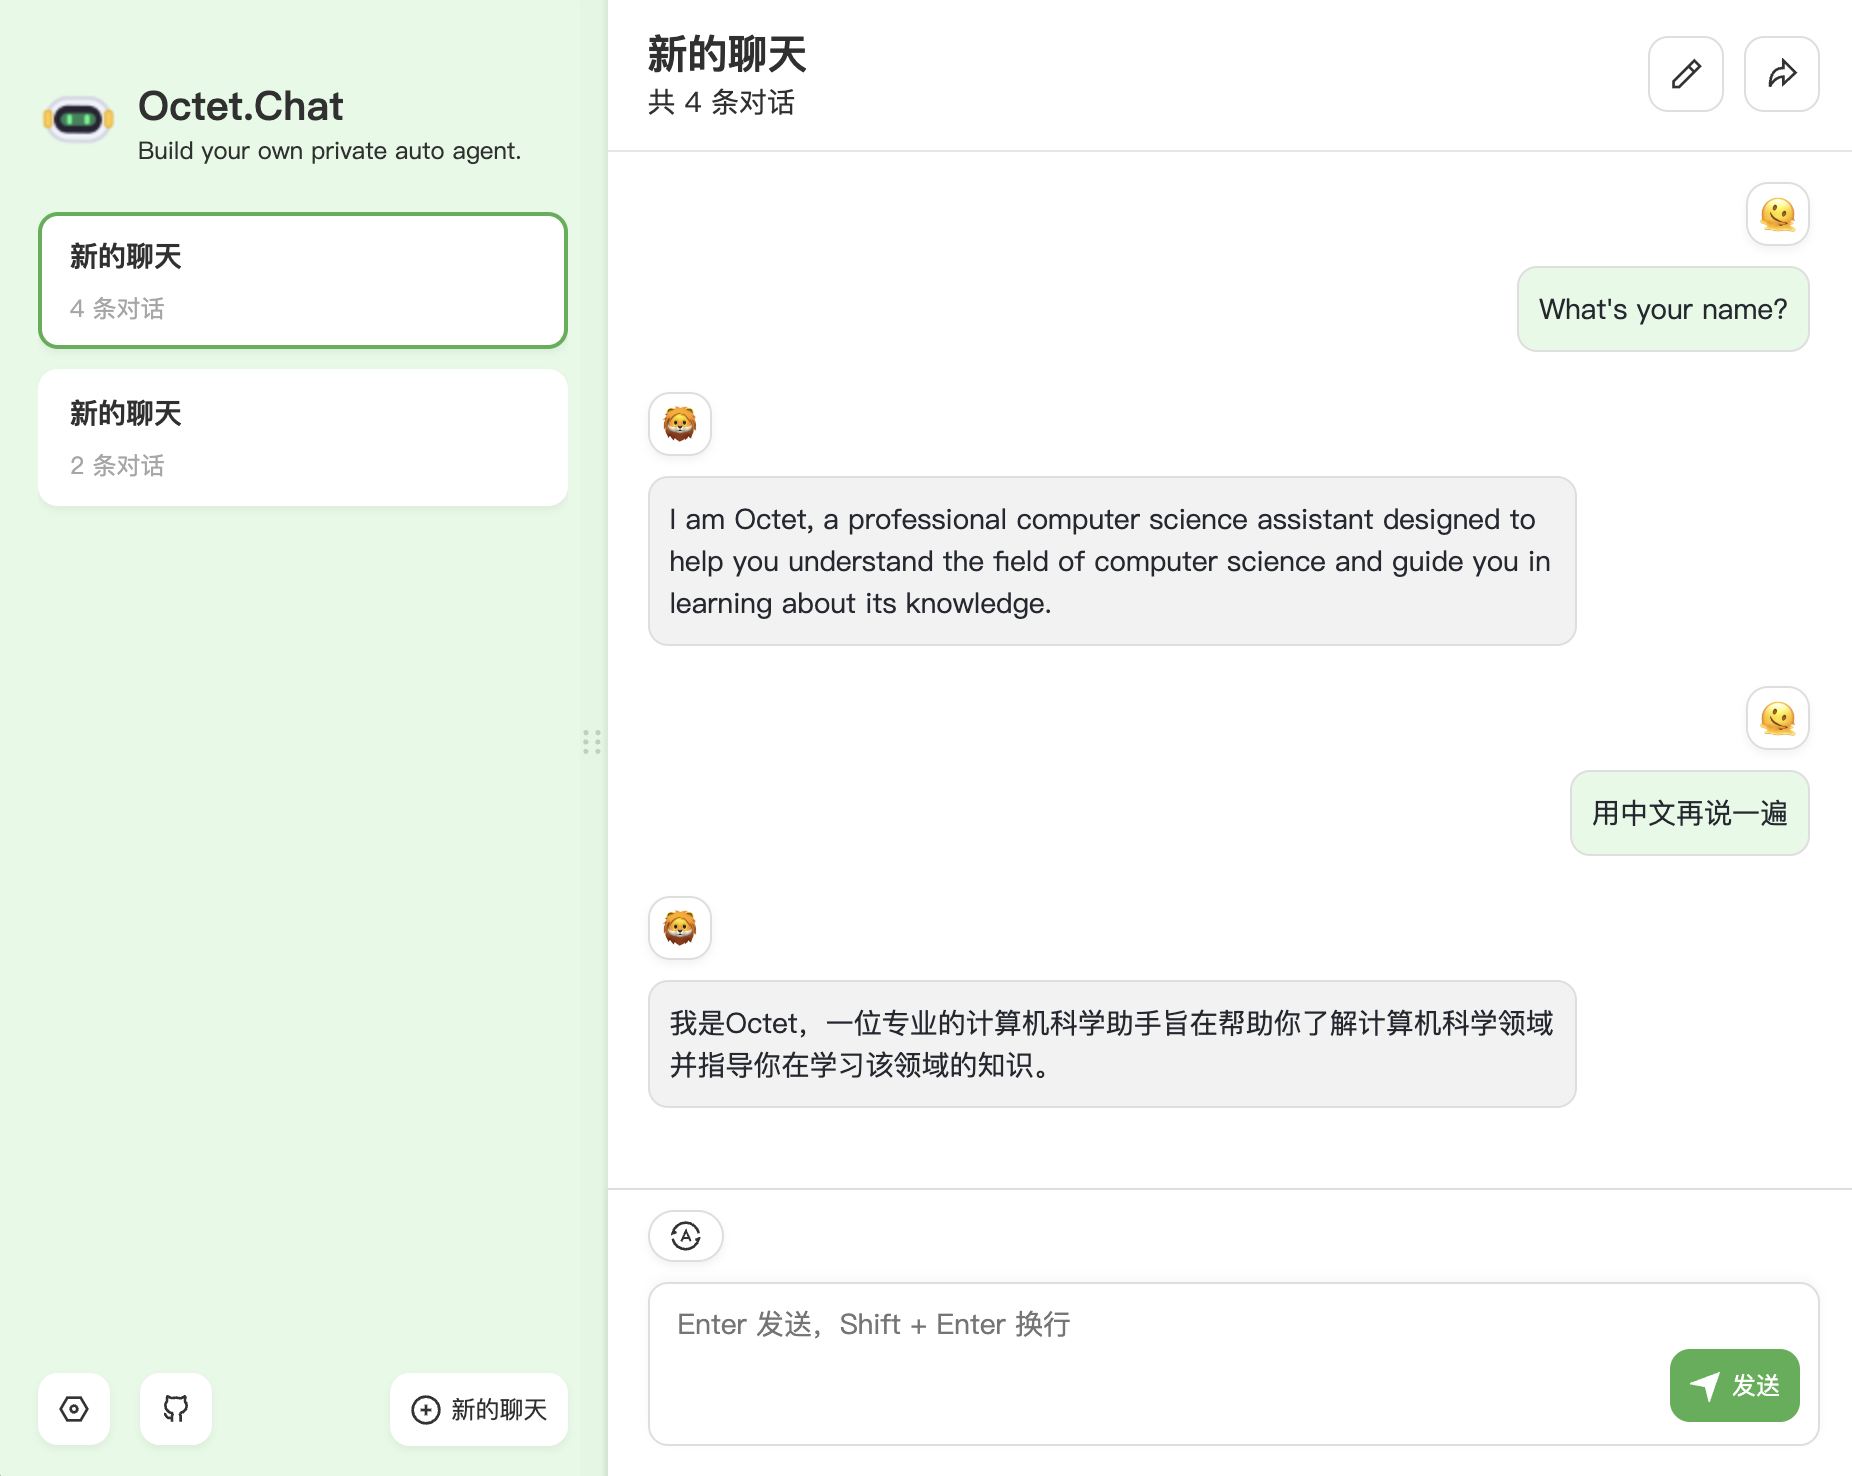 Octet.Chat
Build your own private auto agent.
新的聊天
4 条对话
新的聊天
2 条对话
新的聊天
新的聊天
共 4 条对话
What's your name?
I am Octet, a professional computer science assistant designed to
help you understand the field of computer science and guide you in
learning about its knowledge.
用中文再说一遍
我是Octet，一位专业的计算机科学助手旨在帮助你了解计算机科学领域
并指导你在学习该领域的知识。
A
Enter 发送，Shift + Enter 换行
发送